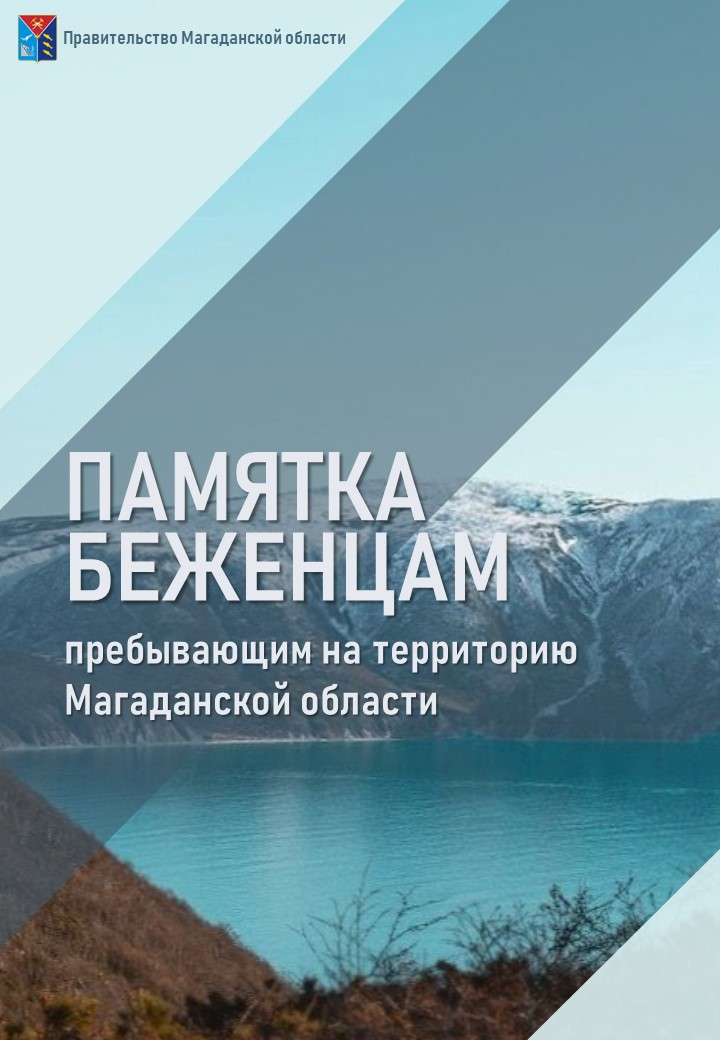 Правительство Магаданской области
ПАМЯТКА
БЕЖЕНЦАМ
пребывающим на территорию
Магаданской области